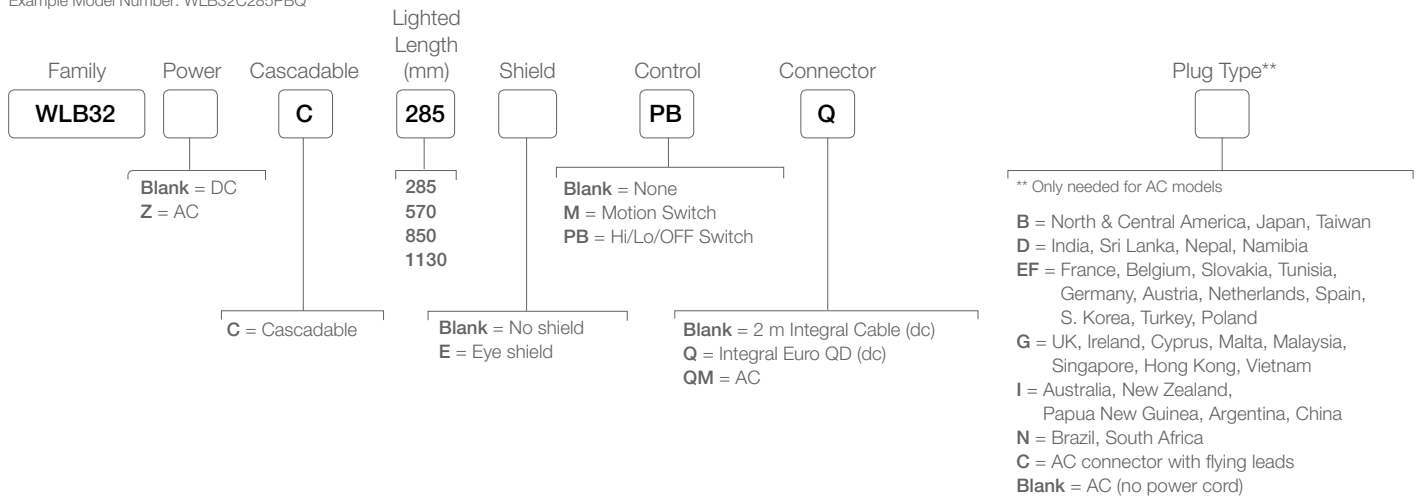 Example Model Number: WLB32C285PBQ
Lighted
Length
(mm)
Family
Power
Cascadable
Shield
Control
Connector
Plug Type**
WLB32
C
285
PB
Q
Blank = DC
Z = AC
C = Cascadable
285
570
850
1130
Blank = No shield
E = Eye shield
Blank = None
M = Motion Switch
PB = Hi/Lo/OFF Switch
Blank = 2 m Integral Cable (dc)
Q = Integral Euro QD (dc)
QM = AC
** Only needed for AC models
B = North & Central America, Japan, Taiwan
D = India, Sri Lanka, Nepal, Namibia
EF = France, Belgium, Slovakia, Tunisia,
Germany, Austria, Netherlands, Spain,
S. Korea, Turkey, Poland
G = UK, Ireland, Cyprus, Malta, Malaysia,
Singapore, Hong Kong, Vietnam
I = Australia, New Zealand,
Papua New Guinea, Argentina, China
N = Brazil, South Africa
C = AC connector with flying leads
Blank = AC (no power cord)